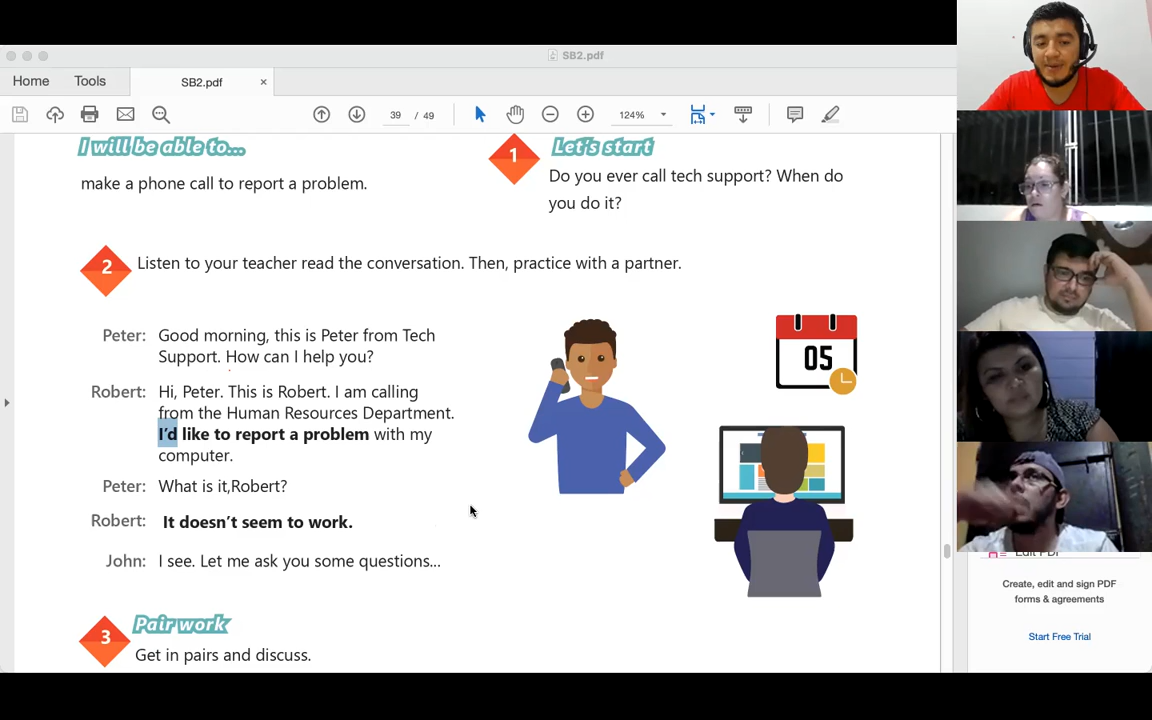 SB2.pdf
Home
Tools
SB2.pdf
×
39 / 49
124%
I will be able to...
make a phone call to report a problem.
1
Let's start
Do you ever call tech support? When do
you do it?
2
Listen to your teacher read the conversation. Then, practice with a partner.
Peter: Good morning, this is Peter from Tech
Support. How can I help you?
Robert: Hi, Peter. This is Robert. I am calling
from the Human Resources Department.
I'd like to report a problem with my
computer.
Peter: What is it,Robert?
Robert: It doesn't seem to work.
John: I see. Let me ask you some questions...
05
3
Pair work
Get in pairs and discuss.
Edit PDF
Create, edit and sign PDF
forms & agreements
Start Free Trial